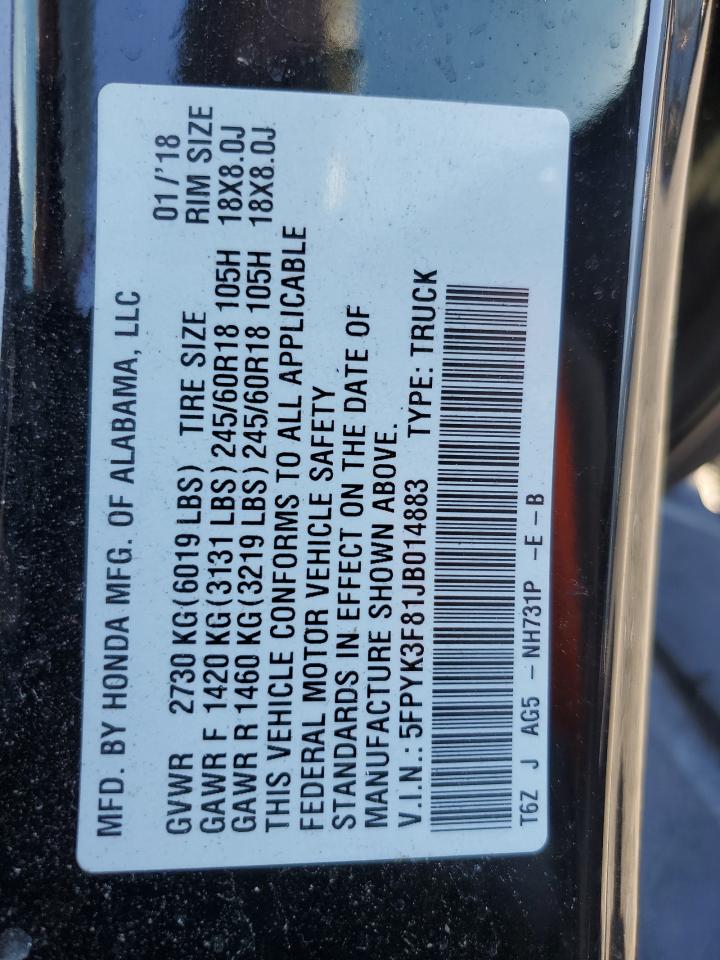 MFD. BY HONDA MFG. OF ALABAMA, LLC
01/'18
GVWR 2730 KG(6019 LBS) TIRE SIZE RIM SIZE
GAWR F 1420 KG(3131 LBS) 245/60R18 105H 18X8.0J
GAWR R 1460 KG(3219 LBS) 245/60R18 105H 18X8.0J
THIS VEHICLE CONFORMS TO ALL APPLICABLE
FEDERAL MOTOR VEHICLE SAFETY
STANDARDS IN EFFECT ON THE DATE OF
MANUFACTURE SHOWN ABOVE.
V.I.N.: 5FPYK3F81JB014883 TYPE: TRUCK
T6Z J AG5 - NH731P -E - B